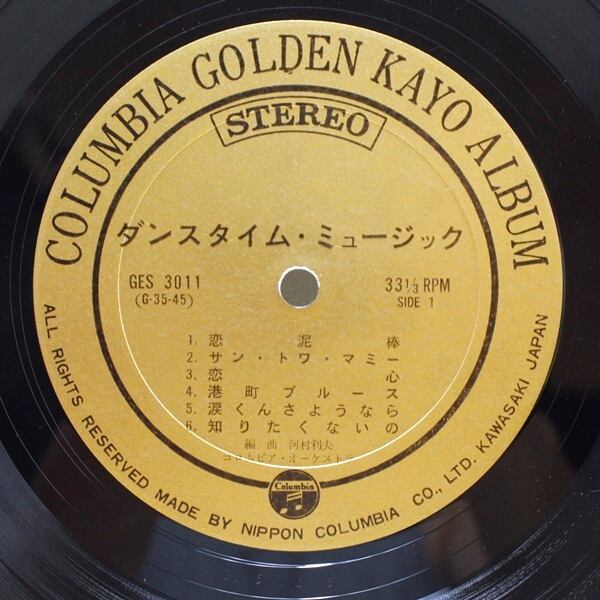 COLUMBIA GOLDEN KAYO ALBUM
STEREO
ダンスタイム・ミュージック
GES 3011
(G-35-45)
33 1/3 RPM
SIDE 1
1. 恋泥棒
2. サン・トワ・マミー
3. 恋心
4. 港町ブルース
5. 涙くんさようなら
6. 知りたくないの
編曲 河村利夫
コロムビア・オーケストラ
Columbia
ALL RIGHTS RESERVED MADE BY NIPPON COLUMBIA CO., LTD. KAWASAKI JAPAN